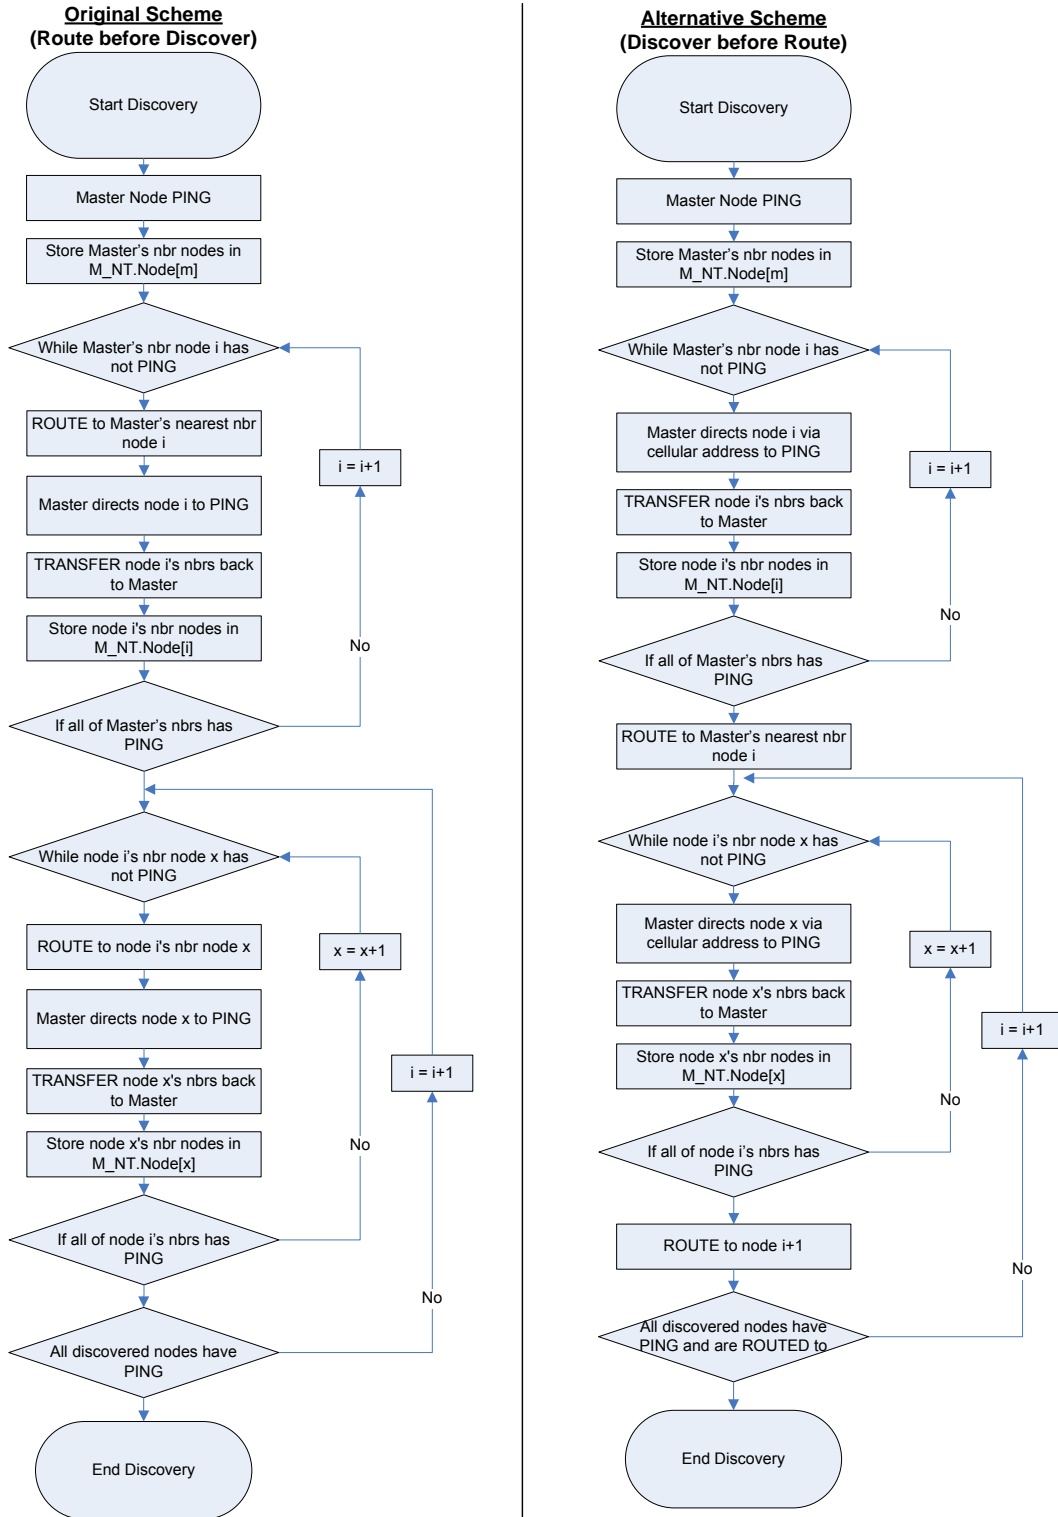 Original Scheme
(Route before Discover)
Start Discovery
Master Node PING
Store Master's nbr nodes in
M_NT.Node[m]
While Master's nbr node i has
not PING
ROUTE to Master's nearest nbr
node i
i = i+1
Master directs node i to PING
TRANSFER node i's nbrs back
to Master
Store node i's nbr nodes in
M_NT.Node[i]
No
If all of Master's nbrs has
PING
While node i's nbr node x has
not PING
ROUTE to node i's nbr node x
x = x+1
Master directs node x to PING
i = i+1
TRANSFER node x's nbrs back
to Master
Store node x's nbr nodes in
M_NT.Node[x]
No
If all of node i's nbrs has
PING
No
All discovered nodes have
PING
End Discovery
Alternative Scheme
(Discover before Route)
Start Discovery
Master Node PING
Store Master's nbr nodes in
M_NT.Node[m]
While Master's nbr node i has
not PING
Master directs node i via
cellular address to PING
i = i+1
TRANSFER node i's nbrs back
to Master
Store node i's nbr nodes in
M_NT.Node[i]
No
If all of Master's nbrs has
PING
ROUTE to Master's nearest nbr
node i
While node i's nbr node x has
not PING
Master directs node x via
cellular address to PING
x = x+1
TRANSFER node x's nbrs back
to Master
i = i+1
Store node x's nbr nodes in
M_NT.Node[x]
No
If all of node i's nbrs has
PING
ROUTE to node i+1
No
All discovered nodes have
PING and are ROUTED to
End Discovery